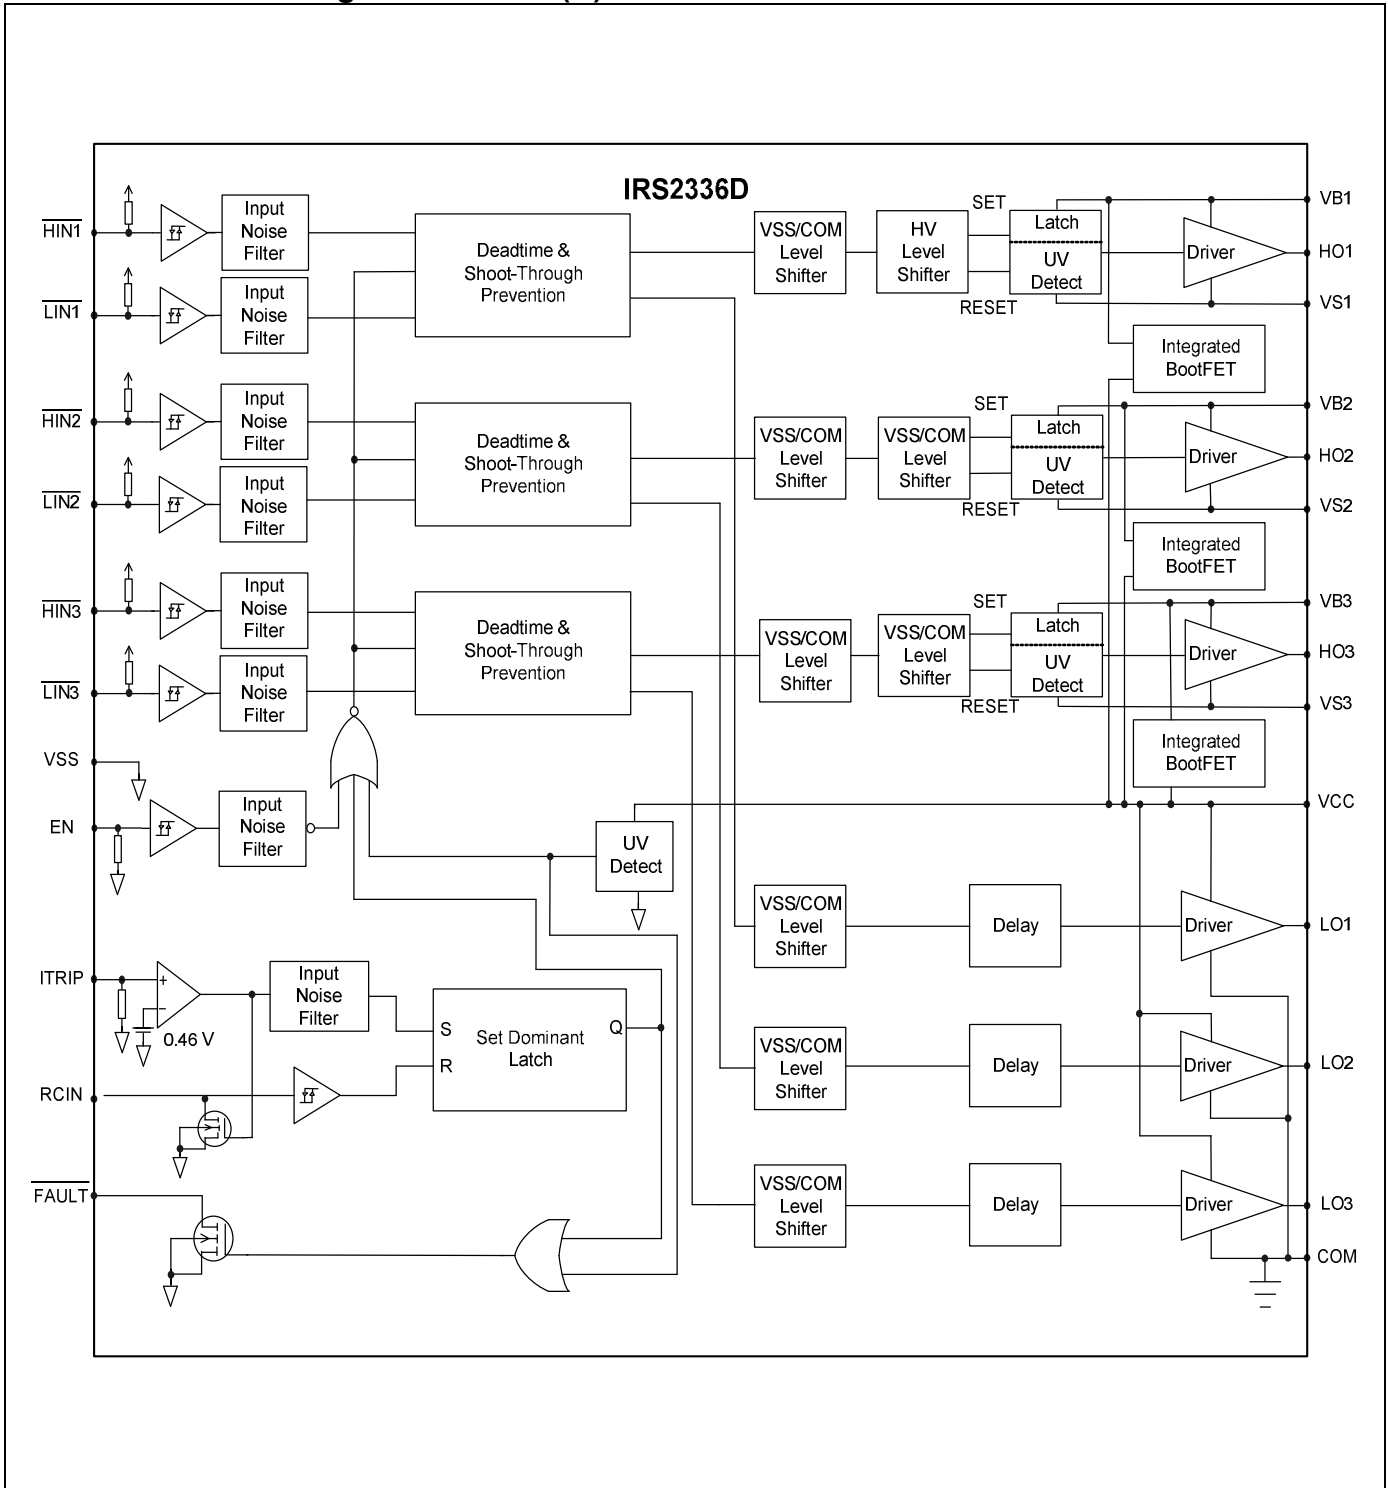 IRS2336D
HIN1
Input
Noise
Filter
LIN1
Input
Noise
Filter
Deadtime &
Shoot-Through
Prevention
VSS/COM
Level
Shifter
HV
Level
Shifter
SET
RESET
Latch
UV
Detect
Driver
VB1
HO1
VS1
Integrated
BootFET
HIN2
Input
Noise
Filter
LIN2
Input
Noise
Filter
Deadtime &
Shoot-Through
Prevention
VSS/COM
Level
Shifter
VSS/COM
Level
Shifter
SET
RESET
Latch
UV
Detect
Driver
VB2
HO2
VS2
Integrated
BootFET
HIN3
Input
Noise
Filter
LIN3
Input
Noise
Filter
Deadtime &
Shoot-Through
Prevention
VSS/COM
Level
Shifter
VSS/COM
Level
Shifter
SET
RESET
Latch
UV
Detect
Driver
VB3
HO3
VS3
Integrated
BootFET
VSS
EN
Input
Noise
Filter
UV
Detect
VCC
VSS/COM
Level
Shifter
Delay
Driver
LO1
ITRIP
+
–
0.46 V
Input
Noise
Filter
S
R
Q
Set Dominant
Latch
RCIN
VSS/COM
Level
Shifter
Delay
Driver
LO2
FAULT
VSS/COM
Level
Shifter
Delay
Driver
LO3
COM